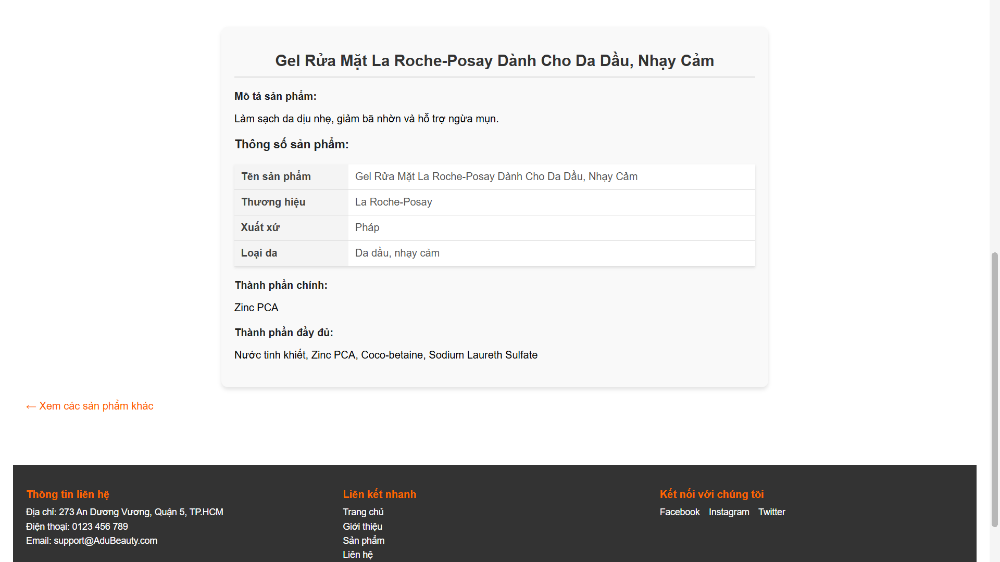 Gel Rửa Mặt La Roche-Posay Dành Cho Da Dầu, Nhạy Cảm
Mô tả sản phẩm:
Làm sạch da dịu nhẹ, giảm bã nhờn và hỗ trợ ngừa mụn.
Thông số sản phẩm:
Tên sản phẩm Gel Rửa Mặt La Roche-Posay Dành Cho Da Dầu, Nhạy Cảm
Thương hiệu La Roche-Posay
Xuất xứ Pháp
Loại da Da dầu, nhạy cảm
Thành phần chính:
Zinc PCA
Thành phần đầy đủ:
Nước tinh khiết, Zinc PCA, Coco-betaine, Sodium Laureth Sulfate
← Xem các sản phẩm khác
Thông tin liên hệ
Địa chỉ: 273 An Dương Vương, Quận 5, TP.HCM
Điện thoại: 0123 456 789
Email: support@AduBeauty.com
Liên kết nhanh
Trang chủ
Giới thiệu
Sản phẩm
Liên hệ
Kết nối với chúng tôi
Facebook Instagram Twitter